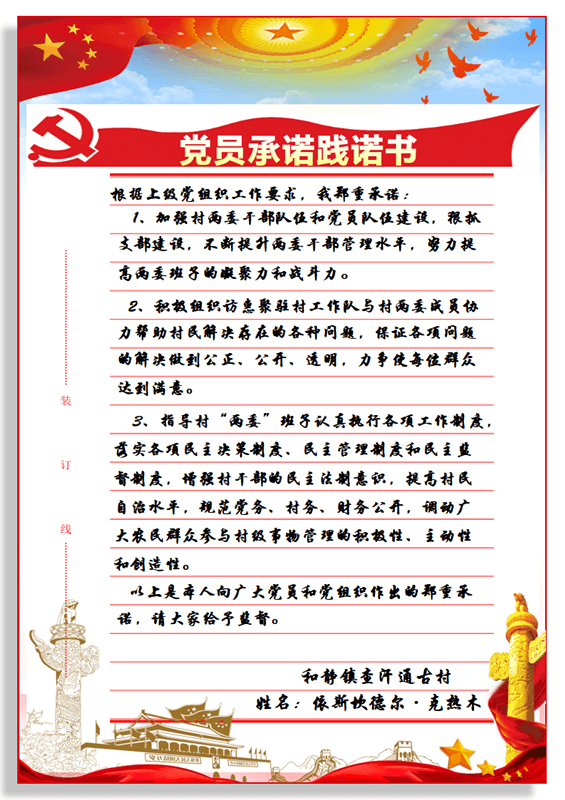 党员承诺践诺书
根据上级党组织工作要求，我郑重承诺：
1、加强村两委干部队伍和党员队伍建设，狠抓
支部建设，不断提升两委干部管理水平，努力提
高两委班子的凝聚力和战斗力。
2、积极组织访惠聚驻村工作队与村两委成员协
力帮助村民解决存在的各种问题，保证各项问题
的解决做到公正、公开、透明，力争使每位群众
达到满意。
3、指导村“两委”班子认真执行各项工作制度，
落实各项民主决策制度、民主管理制度和民主监
督制度，增强村干部的民主法制意识，提高村民
自治水平，规范党务、村务、财务公开，调动广
大农民群众参与村级事物管理的积极性、主动性
和创造性。
以上是本人向广大党员和党组织作出的郑重承
诺，请大家给予监督。
和静镇查汗通古村
姓名：依斯坎德尔·克热木
装
订
线